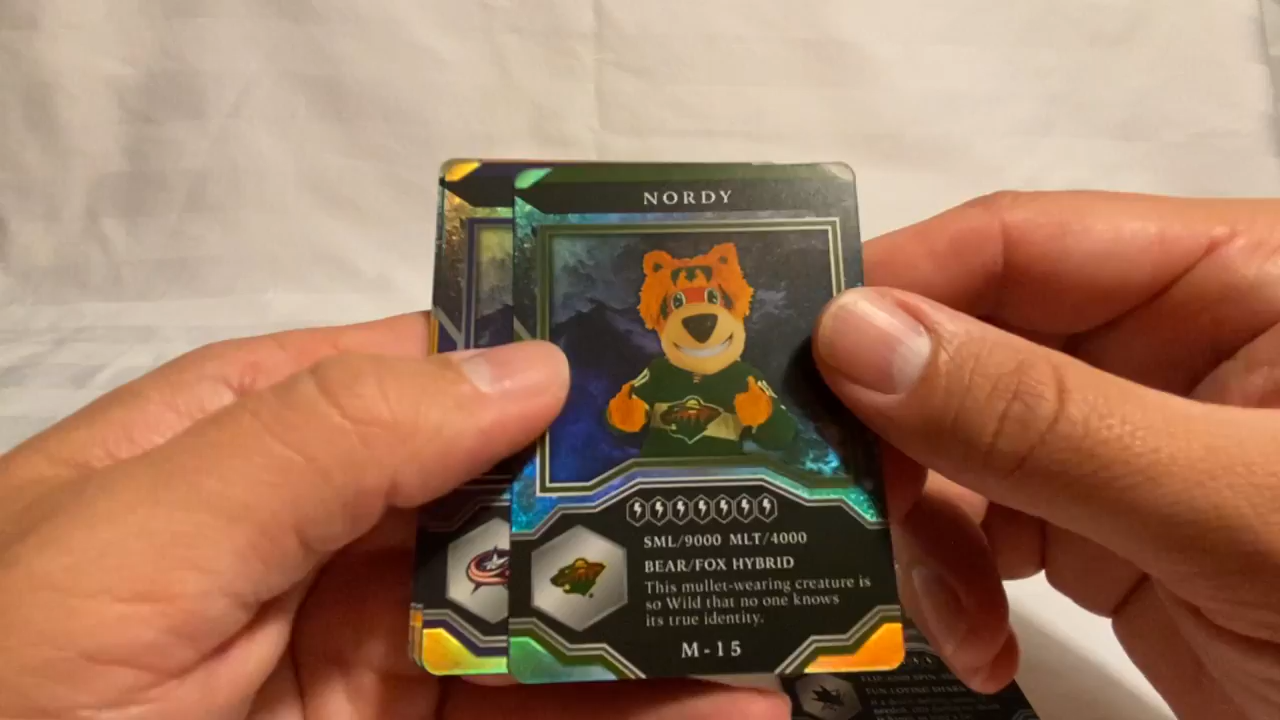 NORDY
SML/9000 MLT/4000
BEAR/FOX HYBRID
This mullet-wearing creature is
so Wild that no one knows
its true identity.
M-15